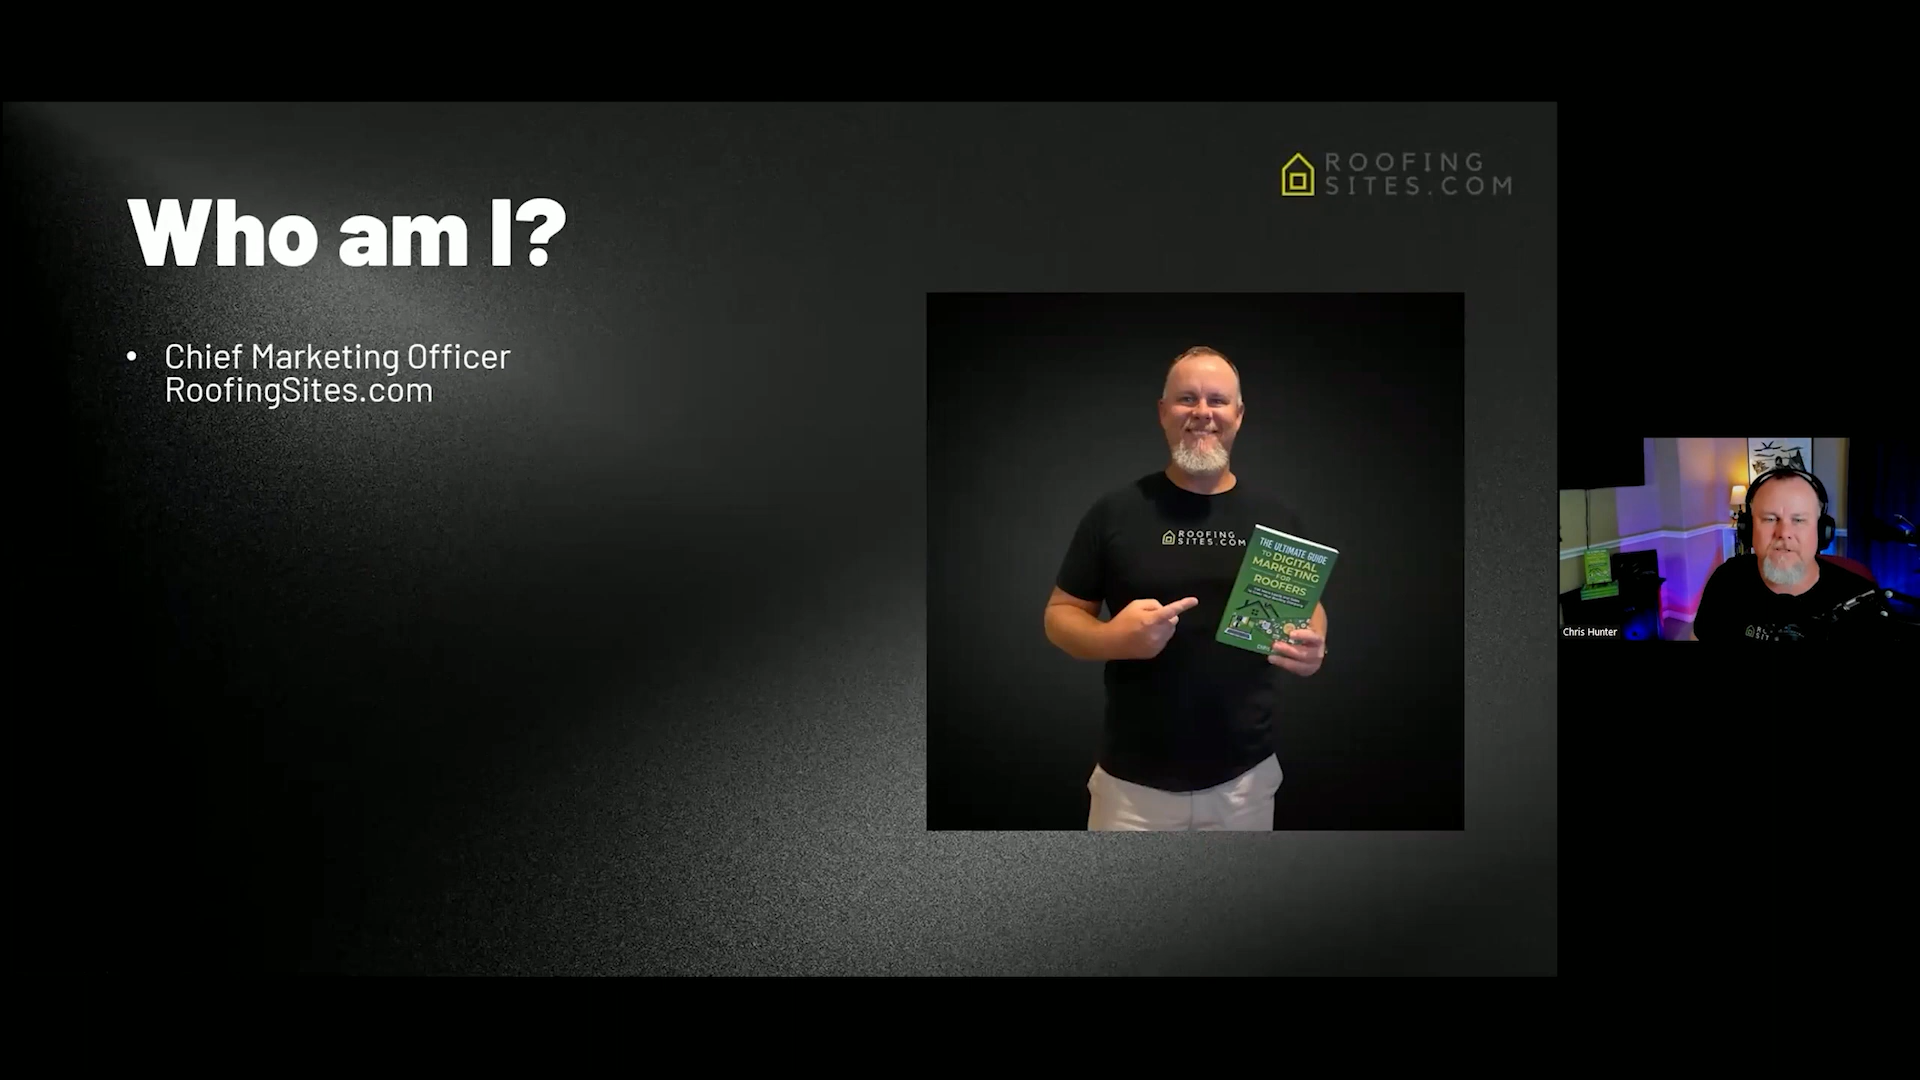 ROOFING
SITES.COM
Who am I?
• Chief Marketing Officer
RoofingSites.com
ROOFING
SITES.COM
THE ULTIMATE GUIDE
TO DIGITAL
MARKETING
FOR
ROOFERS
Chris Hunter